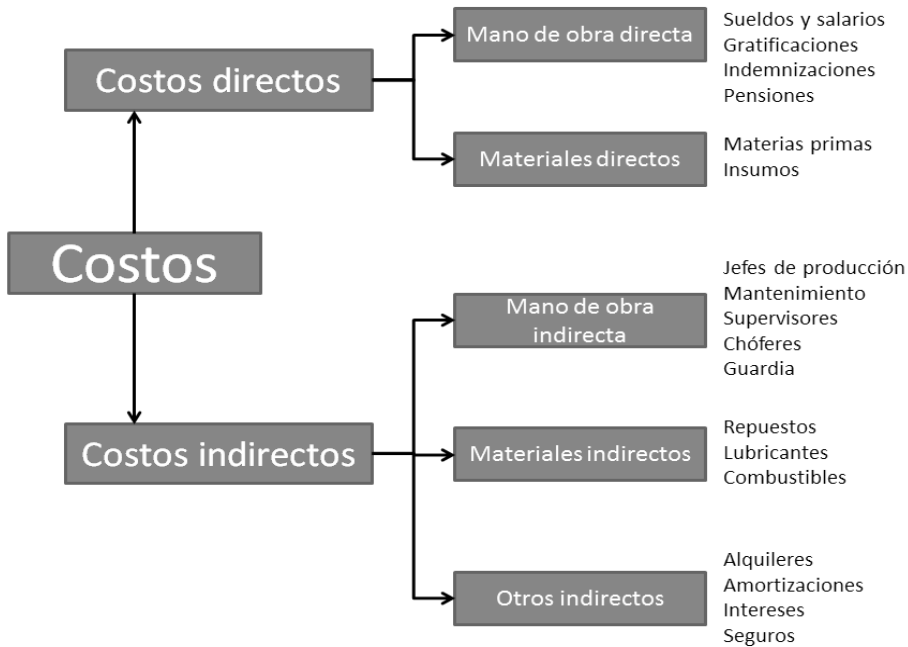 Costos
Costos directos
Mano de obra directa
Sueldos y salarios
Gratificaciones
Indemnizaciones
Pensiones
Materiales directos
Materias primas
Insumos
Costos indirectos
Mano de obra
indirecta
Jefes de producción
Mantenimiento
Supervisores
Chóferes
Guardia
Materiales indirectos
Repuestos
Lubricantes
Combustibles
Otros indirectos
Alquileres
Amortizaciones
Intereses
Seguros